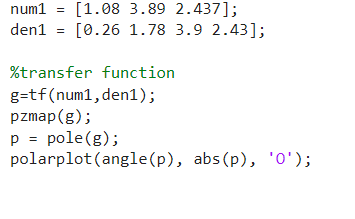 num1 = [1.08 3.89 2.437];
den1 = [0.26 1.78 3.9 2.43];
%transfer function
g=tf(num1,den1);
pzmap(g);
p = pole(g);
polarplot(angle(p), abs(p), 'O');